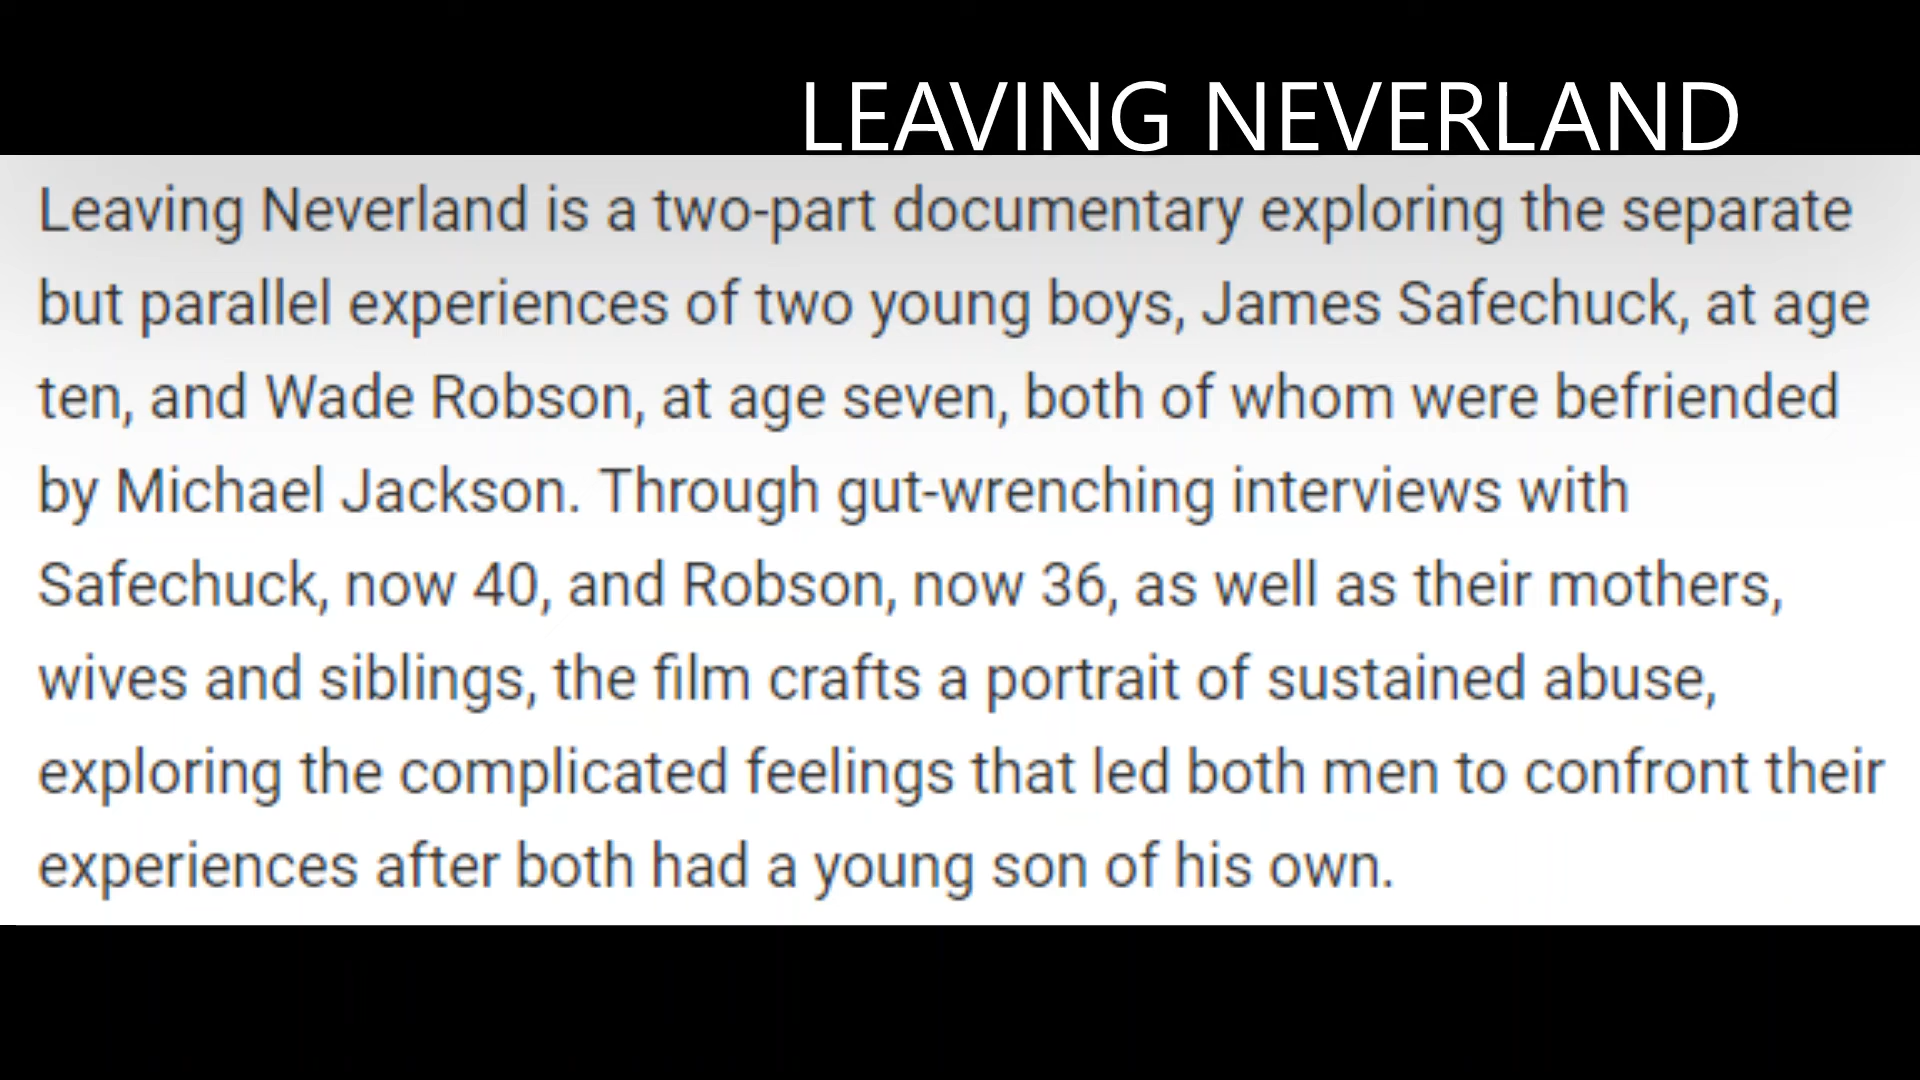 LEAVING NEVERLAND
Leaving Neverland is a two-part documentary exploring the separate
but parallel experiences of two young boys, James Safechuck, at age
ten, and Wade Robson, at age seven, both of whom were befriended
by Michael Jackson. Through gut-wrenching interviews with
Safechuck, now 40, and Robson, now 36, as well as their mothers,
wives and siblings, the film crafts a portrait of sustained abuse,
exploring the complicated feelings that led both men to confront their
experiences after both had a young son of his own.